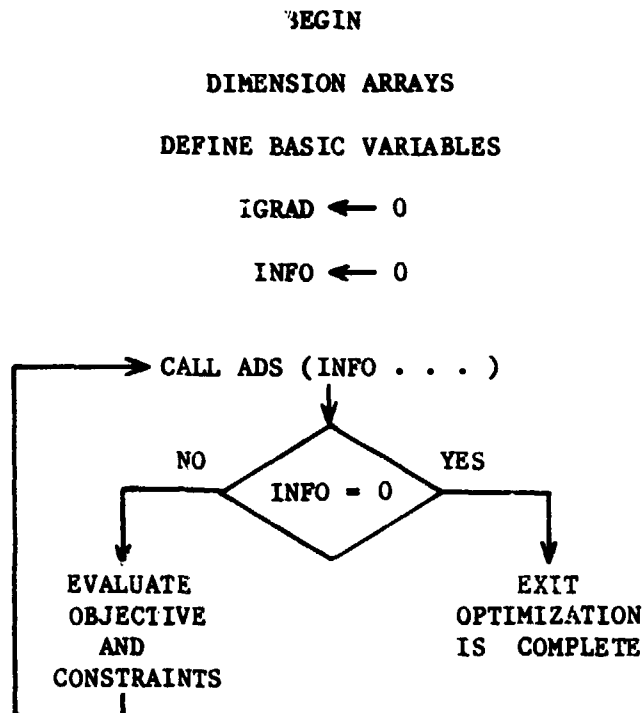 BEGIN
DIMENSION ARRAYS
DEFINE BASIC VARIABLES
IGRAD ← 0
INFO ← 0
CALL ADS (INFO . . . )
NO
YES
INFO = 0
EVALUATE
OBJECTIVE
AND
CONSTRAINTS
EXIT
OPTIMIZATION
IS COMPLETE